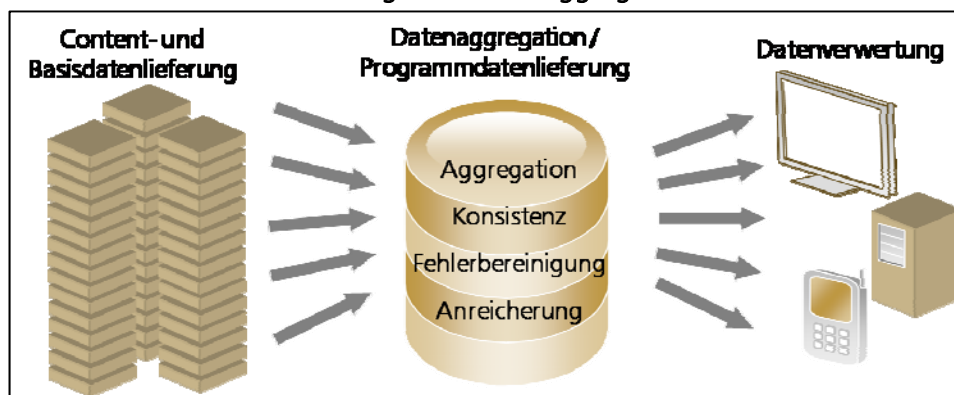 Content- und
Basisdatenlieferung
Datenaggregation/
Programmdatenlieferung
Datenverwertung
Aggregation
Konsistenz
Fehlerbereinigung
Anreicherung